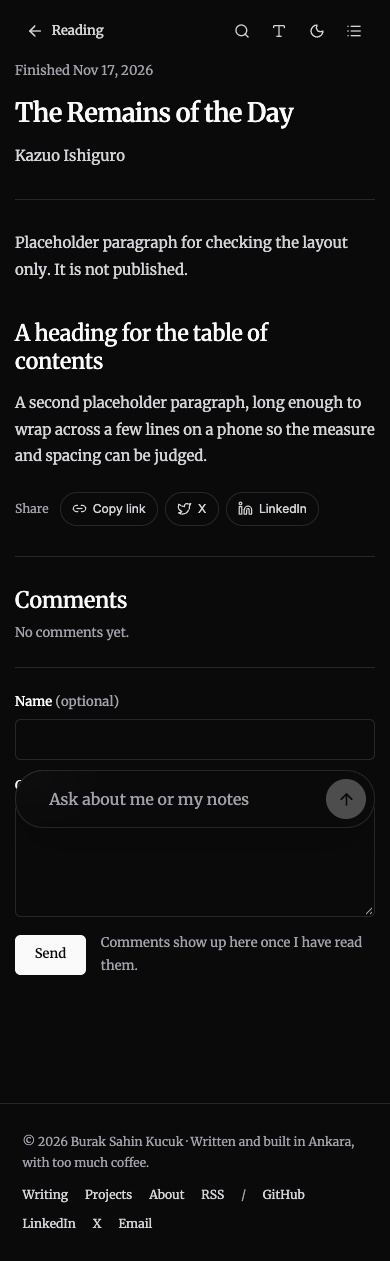 Reading
Finished Nov 17, 2026
The Remains of the Day
Kazuo Ishiguro
Placeholder paragraph for checking the layout
only. It is not published.
A heading for the table of
contents
A second placeholder paragraph, long enough to
wrap across a few lines on a phone so the measure
and spacing can be judged.
Share Copy link X LinkedIn
Comments
No comments yet.
Name (optional)
Ask about me or my notes
Send Comments show up here once I have read
them.
© 2026 Burak Sahin Kucuk · Written and built in Ankara,
with too much coffee.
Writing Projects About RSS / GitHub
LinkedIn X Email